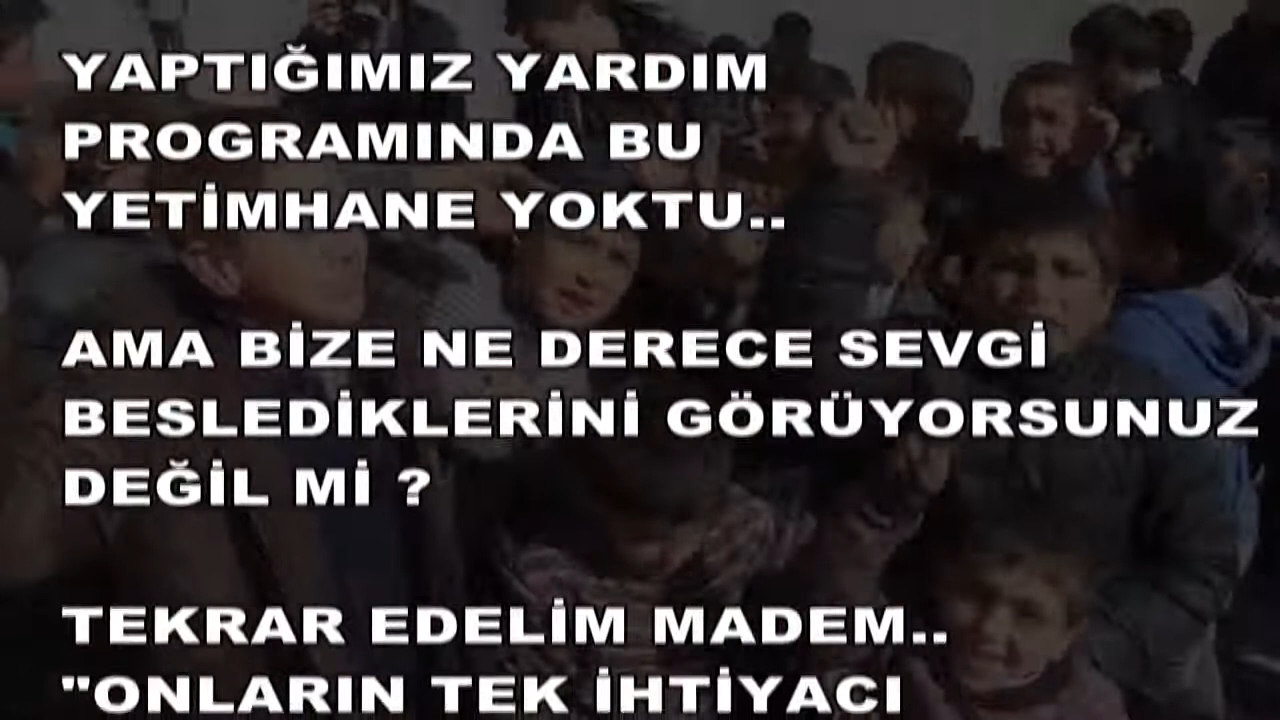 YAPTIĞIMIZ YARDIM
PROGRAMINDA BU
YETİMHANE YOKTU..
AMA BİZE NE DERECE SEVGİ
BESLEDİKLERİNİ GÖRÜYORSUNUZ
DEĞİL Mİ ?
TEKRAR EDELİM MADEM..
"ONLARIN TEK İHTİYACI